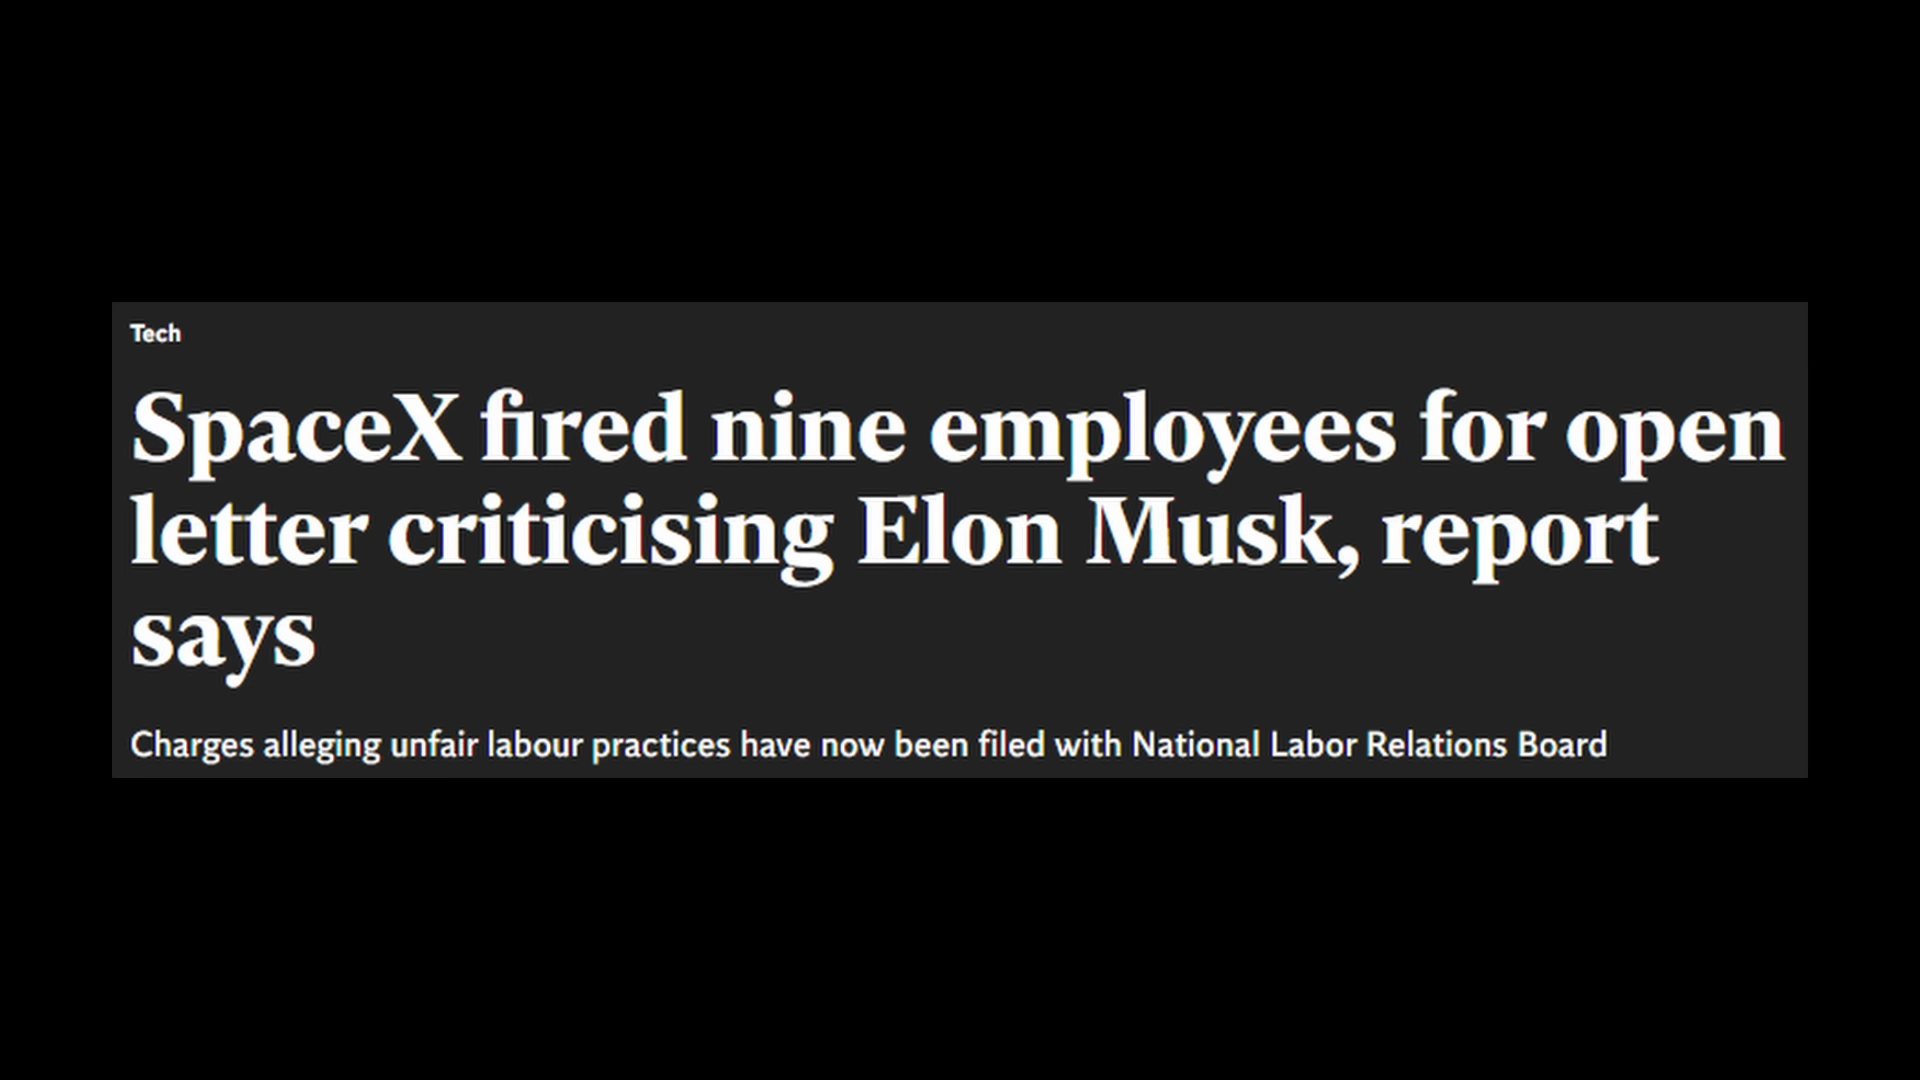 Tech
SpaceX fired nine employees for open
letter criticising Elon Musk, report
says
Charges alleging unfair labour practices have now been filed with National Labor Relations Board